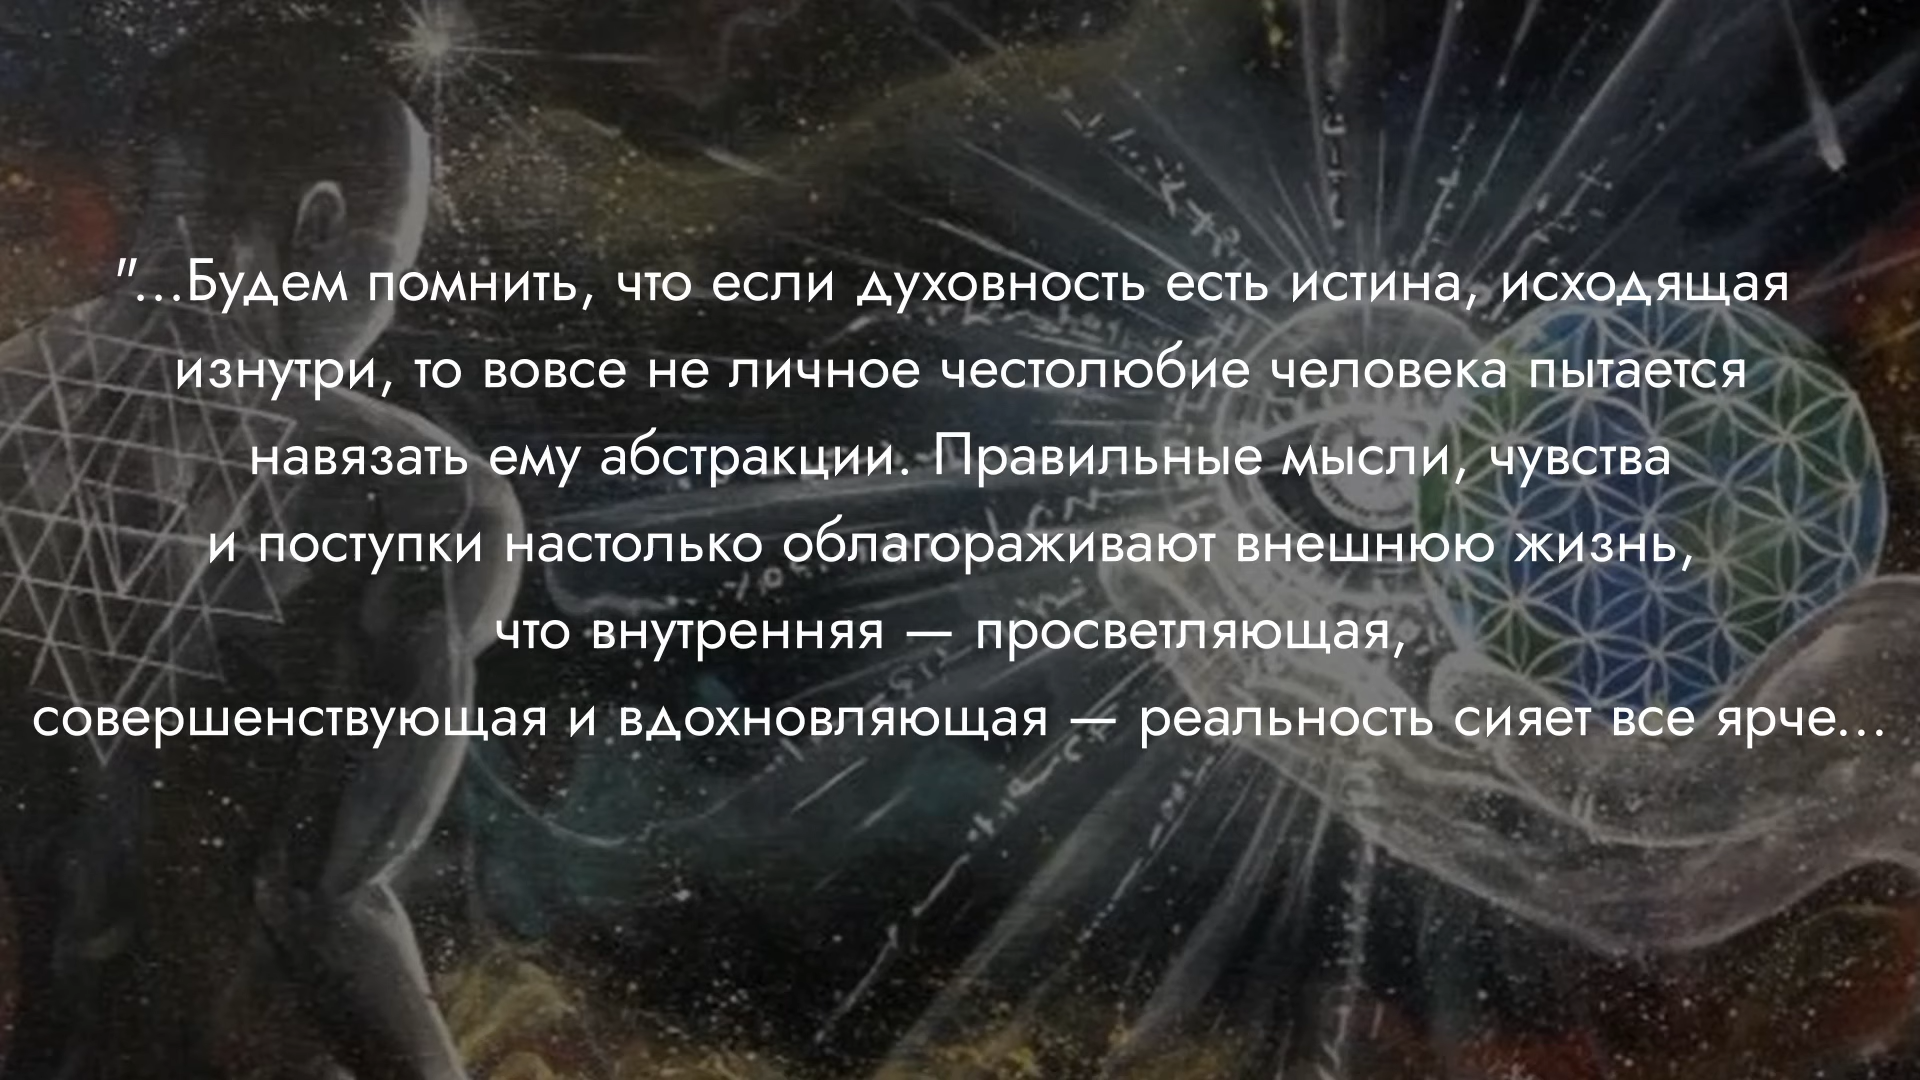 "...Будем помнить, что если духовность есть истина, исходящая
изнутри, то вовсе не личное честолюбие человека пытается
навязать ему абстракции. Правильные мысли, чувства
и поступки настолько облагораживают внешнюю жизнь,
что внутренняя — просветляющая,
совершенствующая и вдохновляющая — реальность сияет все ярче...